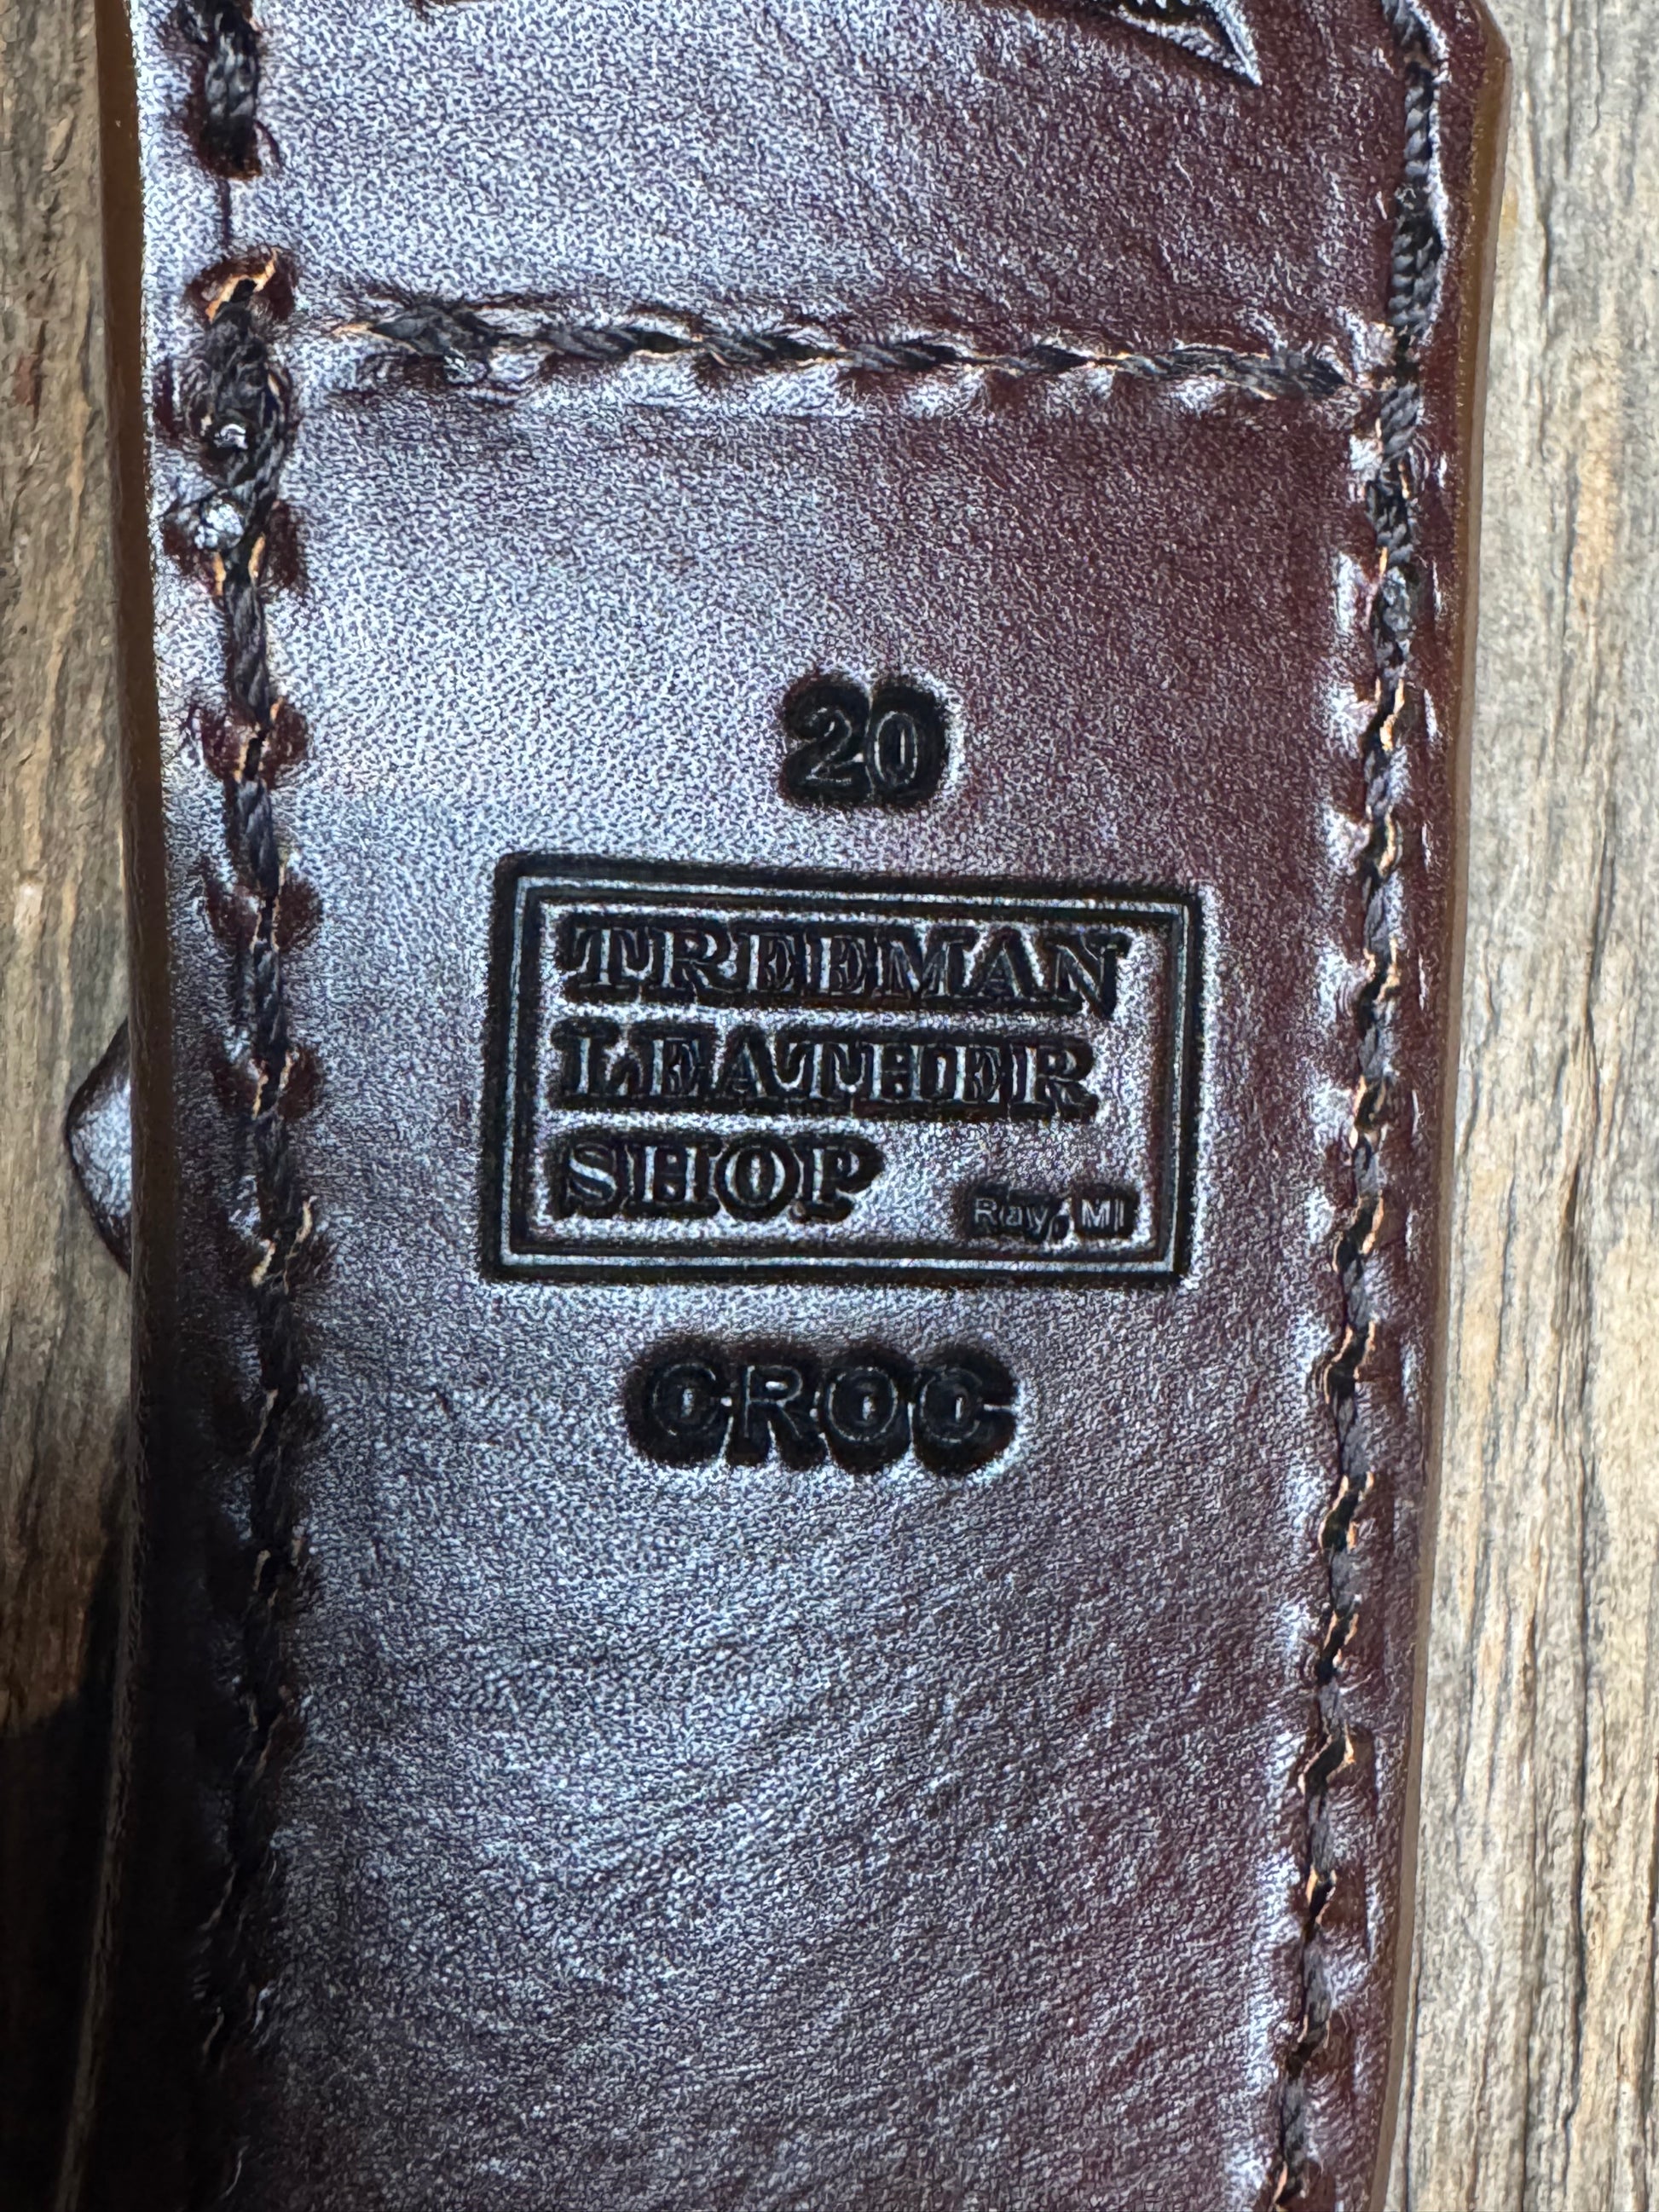 20
TREEMAN
LEATHER
SHOP Ray, MI
CROC